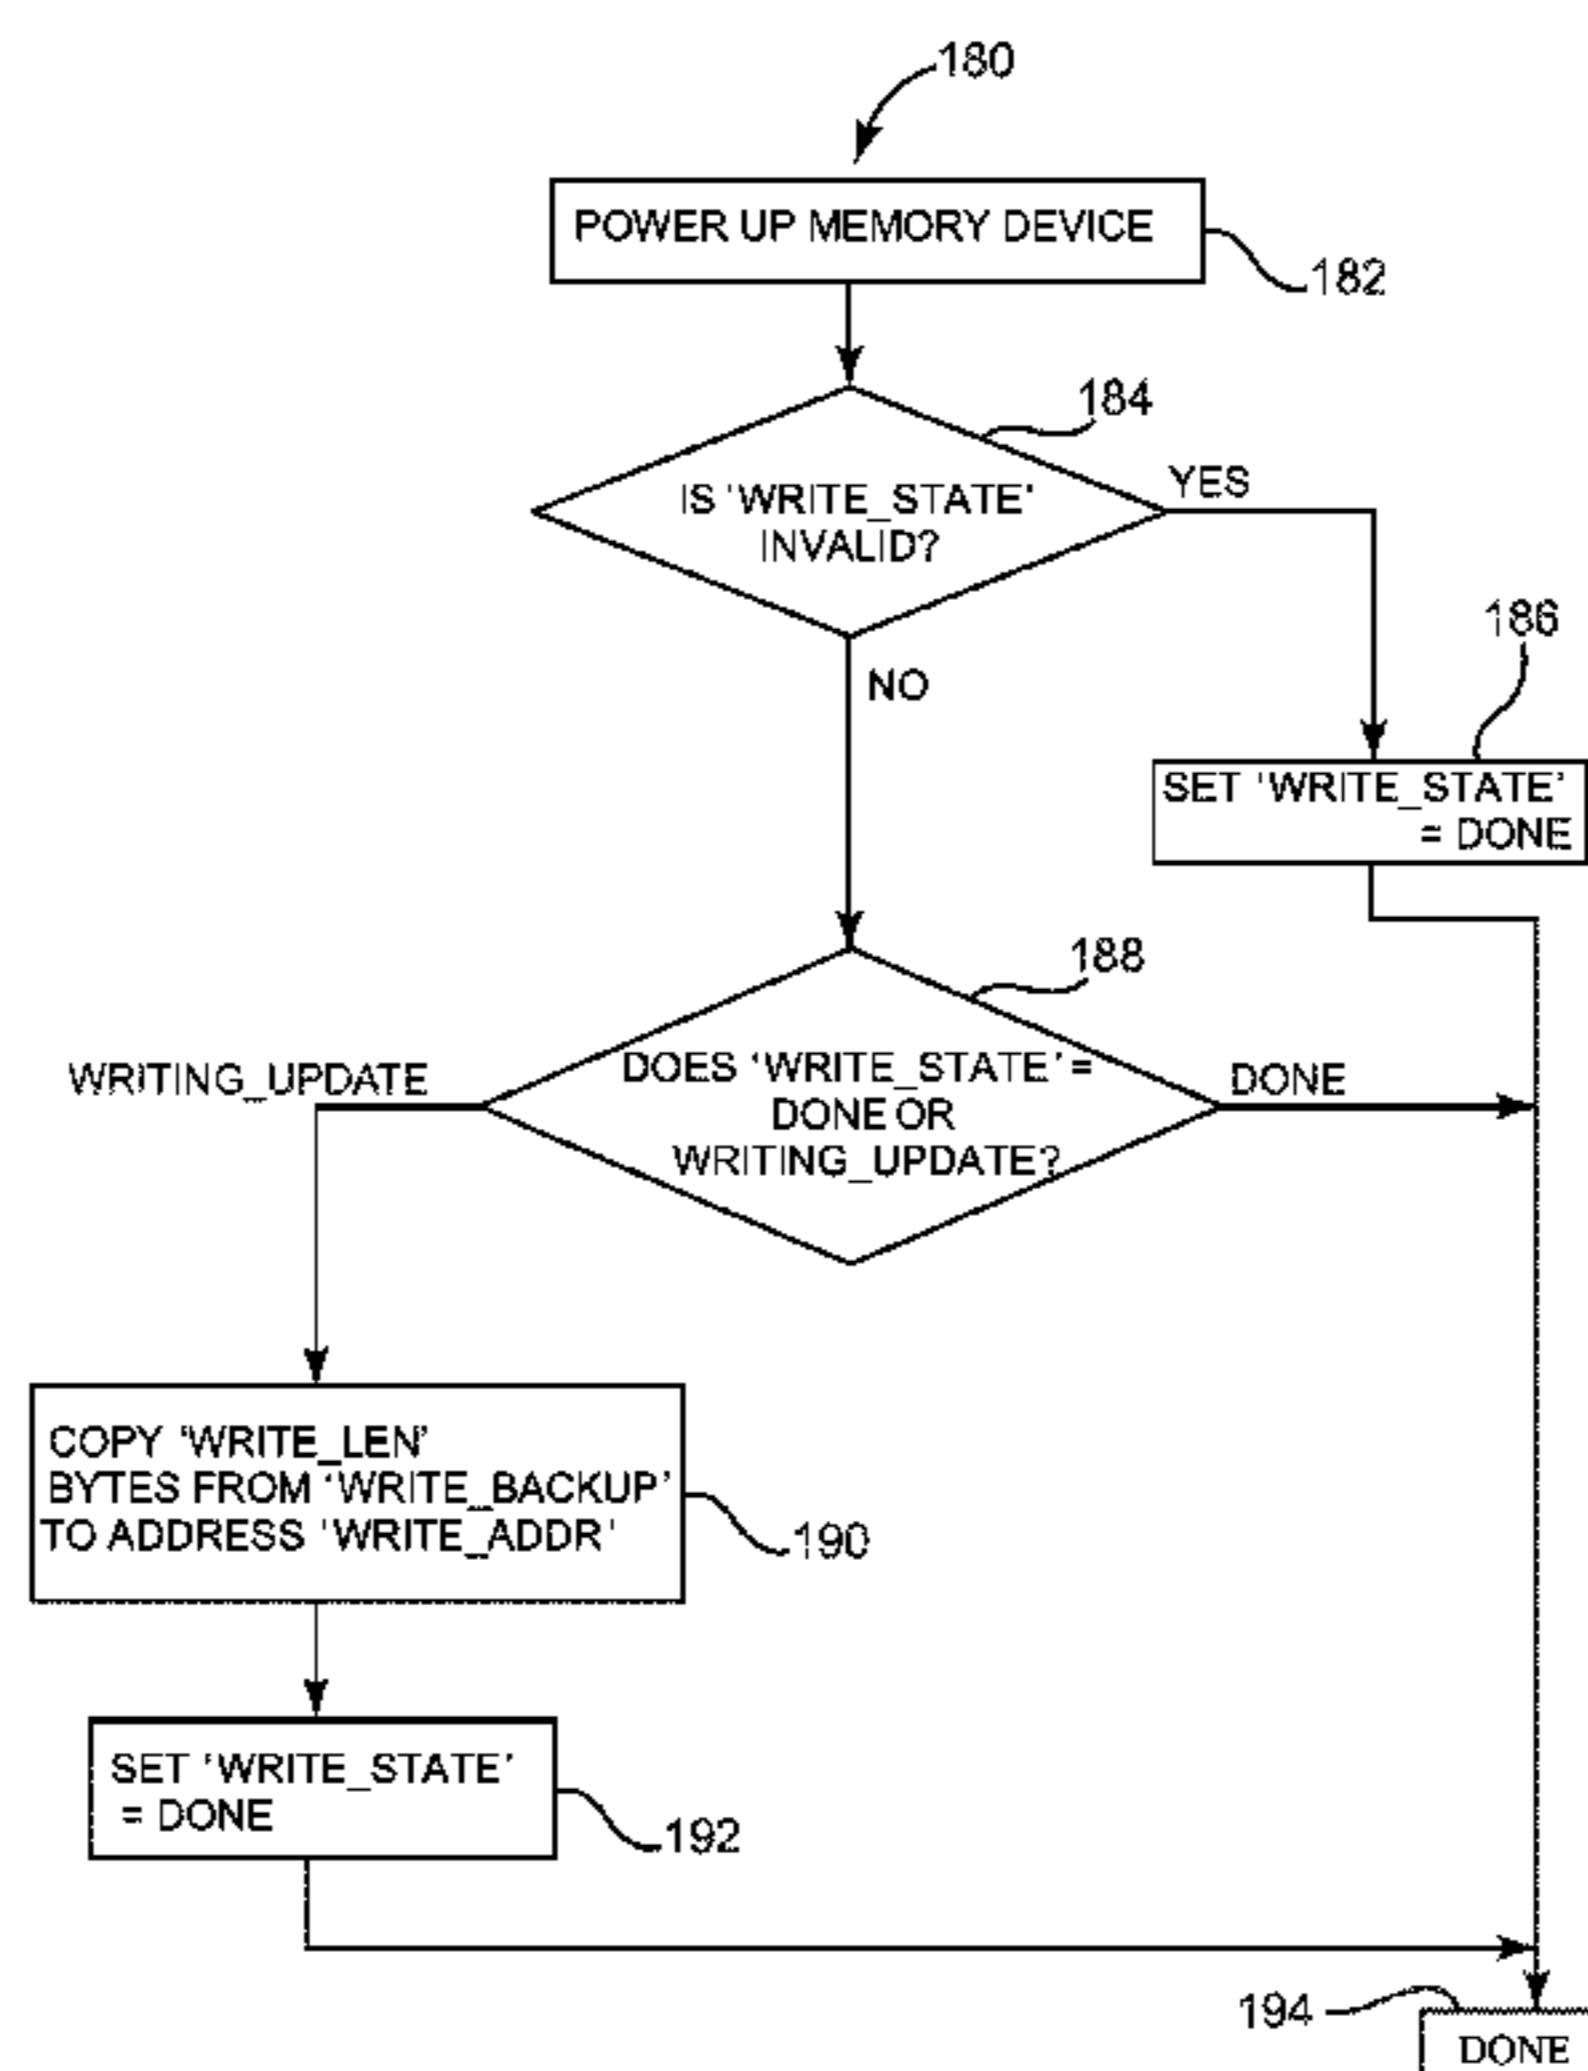 180
POWER UP MEMORY DEVICE
182
184
IS 'WRITE_STATE'
INVALID?
YES
NO
186
SET 'WRITE_STATE'
= DONE
188
WRITING_UPDATE
DOES 'WRITE_STATE' =
DONE OR
WRITING_UPDATE?
DONE
COPY 'WRITE_LEN'
BYTES FROM 'WRITE_BACKUP'
TO ADDRESS 'WRITE_ADDR'
190
SET 'WRITE_STATE'
= DONE
192
194
DONE